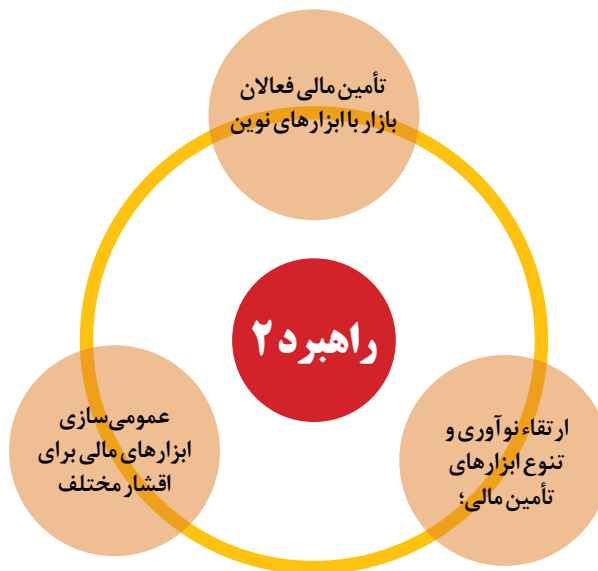 تأمین مالی فعالان
بازار با ابزارهای نوین
راهبرد ۲
ارتقاء نوآوری و
تنوع ابزارهای
تأمین مالی؛
عمومی‌سازی
ابزارهای مالی برای
اقشار مختلف